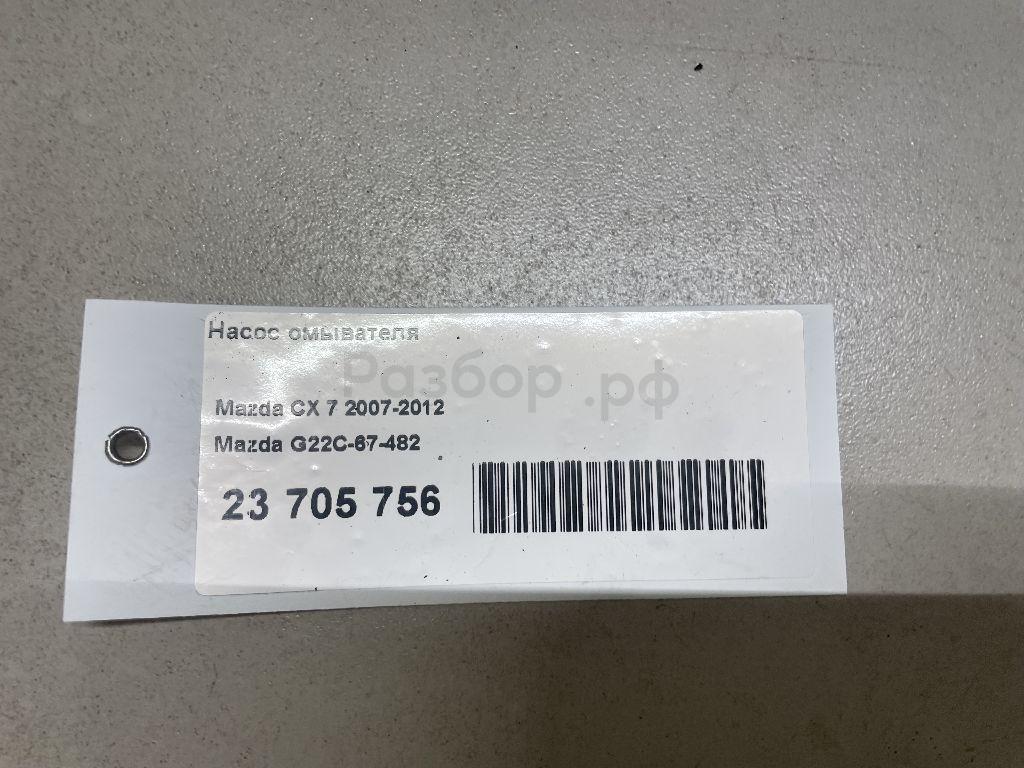 Насос омывателя
Разбор.рф
Mazda CX 7 2007-2012
Mazda G22C-67-482
23 705 756